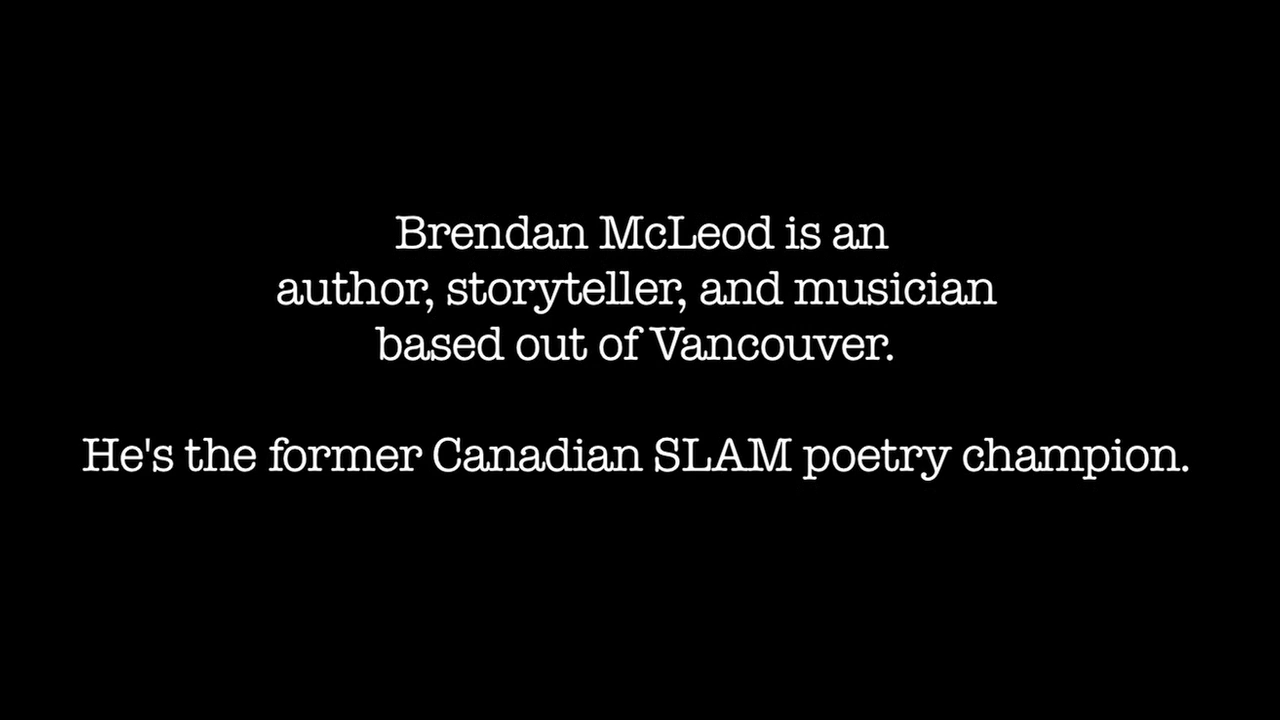 Brendan McLeod is an
author, storyteller, and musician
based out of Vancouver.
He's the former Canadian SLAM poetry champion.